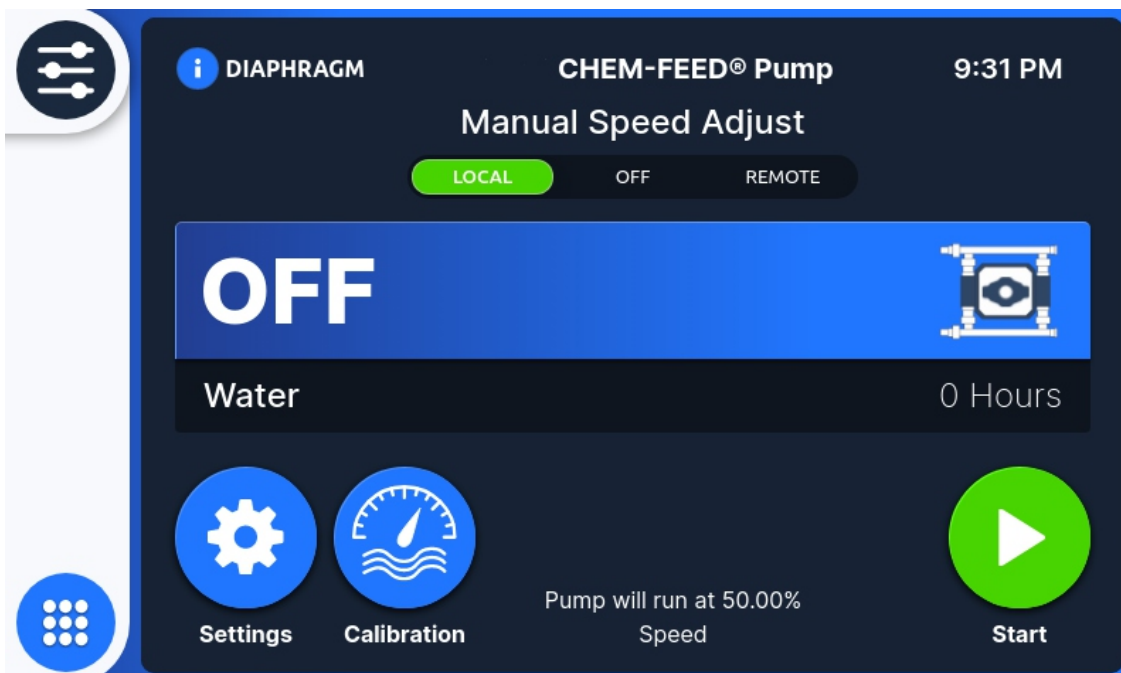 i DIAPHRAGM CHEM-FEED® Pump 9:31 PM
Manual Speed Adjust
LOCAL OFF REMOTE
OFF
Water 0 Hours
Pump will run at 50.00%
Speed
Settings Calibration Start